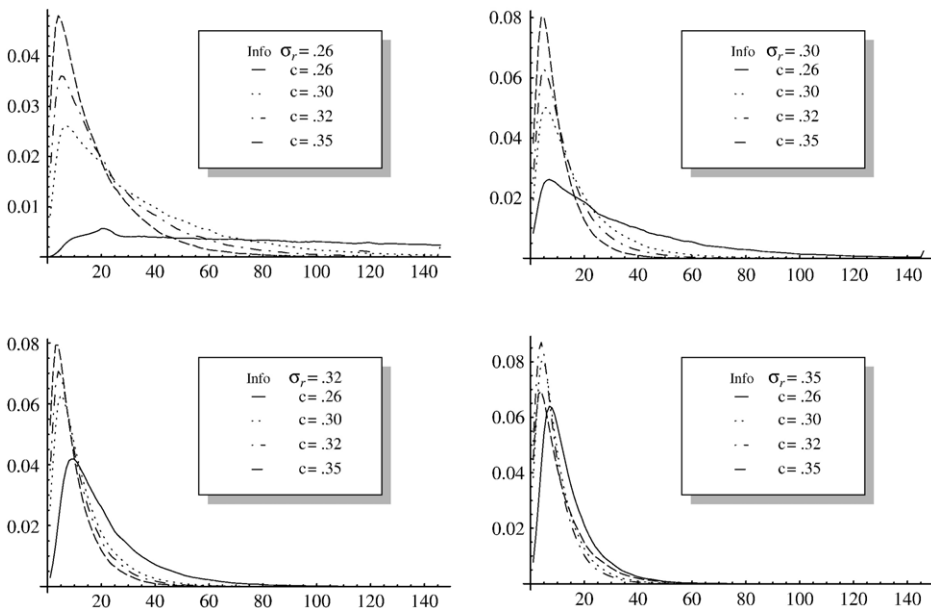 0.04
0.03
0.02
0.01
20 40 60 80 100 120 140
Info σr = .26
c = .26
c = .30
c = .32
c = .35
0.08
0.06
0.04
0.02
20 40 60 80 100 120 140
Info σr = .30
c = .26
c = .30
c = .32
c = .35
0.08
0.06
0.04
0.02
20 40 60 80 100 120 140
Info σr = .32
c = .26
c = .30
c = .32
c = .35
0.08
0.06
0.04
0.02
20 40 60 80 100 120 140
Info σr = .35
c = .26
c = .30
c = .32
c = .35